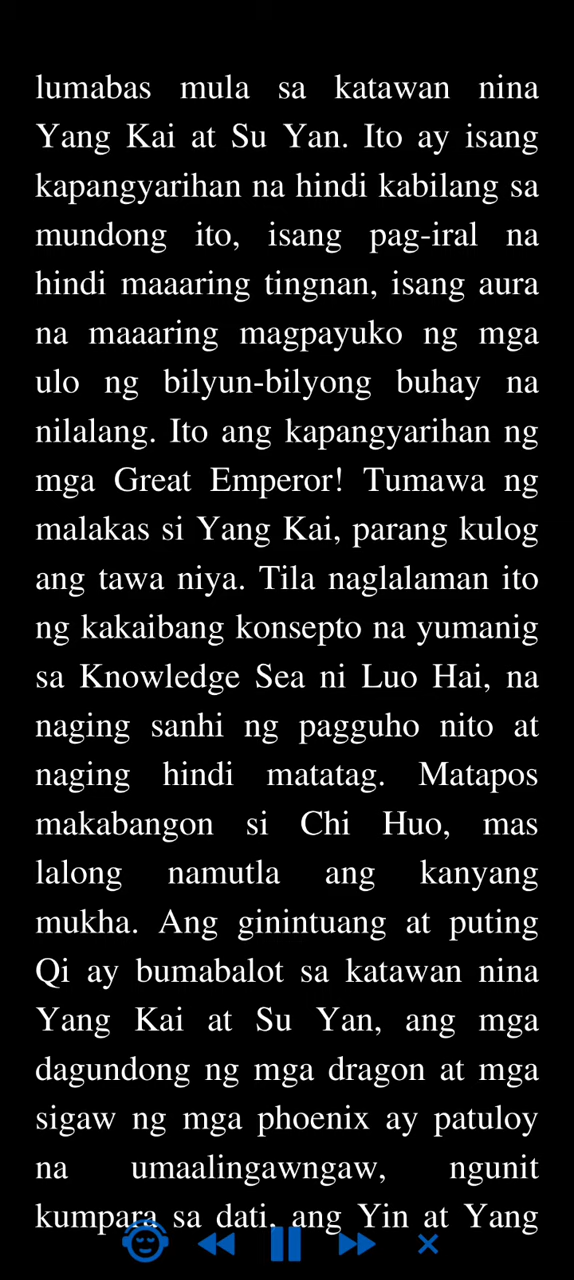 lumabas mula sa katawan nina
Yang Kai at Su Yan. Ito ay isang
kapangyarihan na hindi kabilang sa
mundong ito, isang pag-iral na
hindi maaaring tingnan, isang aura
na maaaring magpayuko ng mga
ulo ng bilyun-bilyong buhay na
nilalang. Ito ang kapangyarihan ng
mga Great Emperor! Tumawa ng
malakas si Yang Kai, parang kulog
ang tawa niya. Tila naglalaman ito
ng kakaibang konsepto na yumanig
sa Knowledge Sea ni Luo Hai, na
naging sanhi ng pagguho nito at
naging hindi matatag. Matapos
makabangon si Chi Huo, mas
lalong namutla ang kanyang
mukha. Ang ginintuang at puting
Qi ay bumabalot sa katawan nina
Yang Kai at Su Yan, ang mga
dagundong ng mga dragon at mga
sigaw ng mga phoenix ay patuloy
na umaalingawngaw, ngunit
kumpara sa dati, ang Yin at Yang